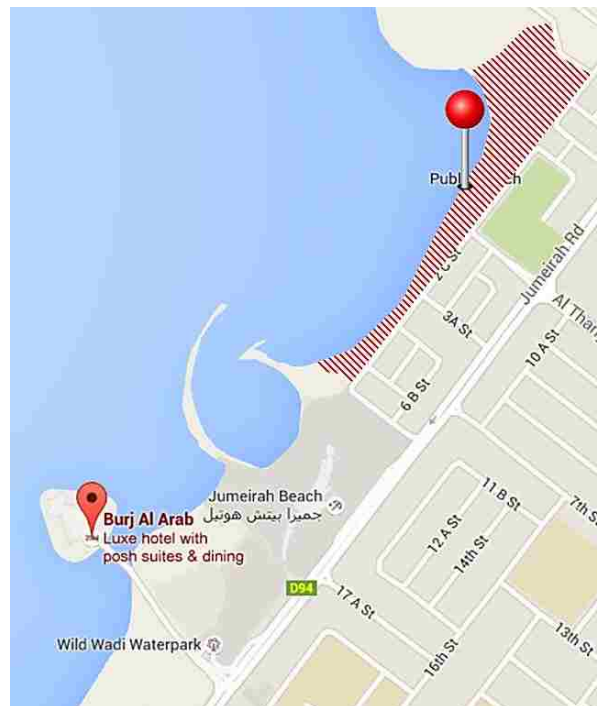 Publ
ch
2 C St
Jumeirah Rd
3A St
Al Than
10 A St
6 B St
Jumeirah Beach
جميرا بيتش هوتيل
11 B St
7th St
Burj Al Arab
Luxe hotel with
posh suites & dining
12 A St
14th St
D94
17 A St
Wild Wadi Waterpark
16th St
13th St